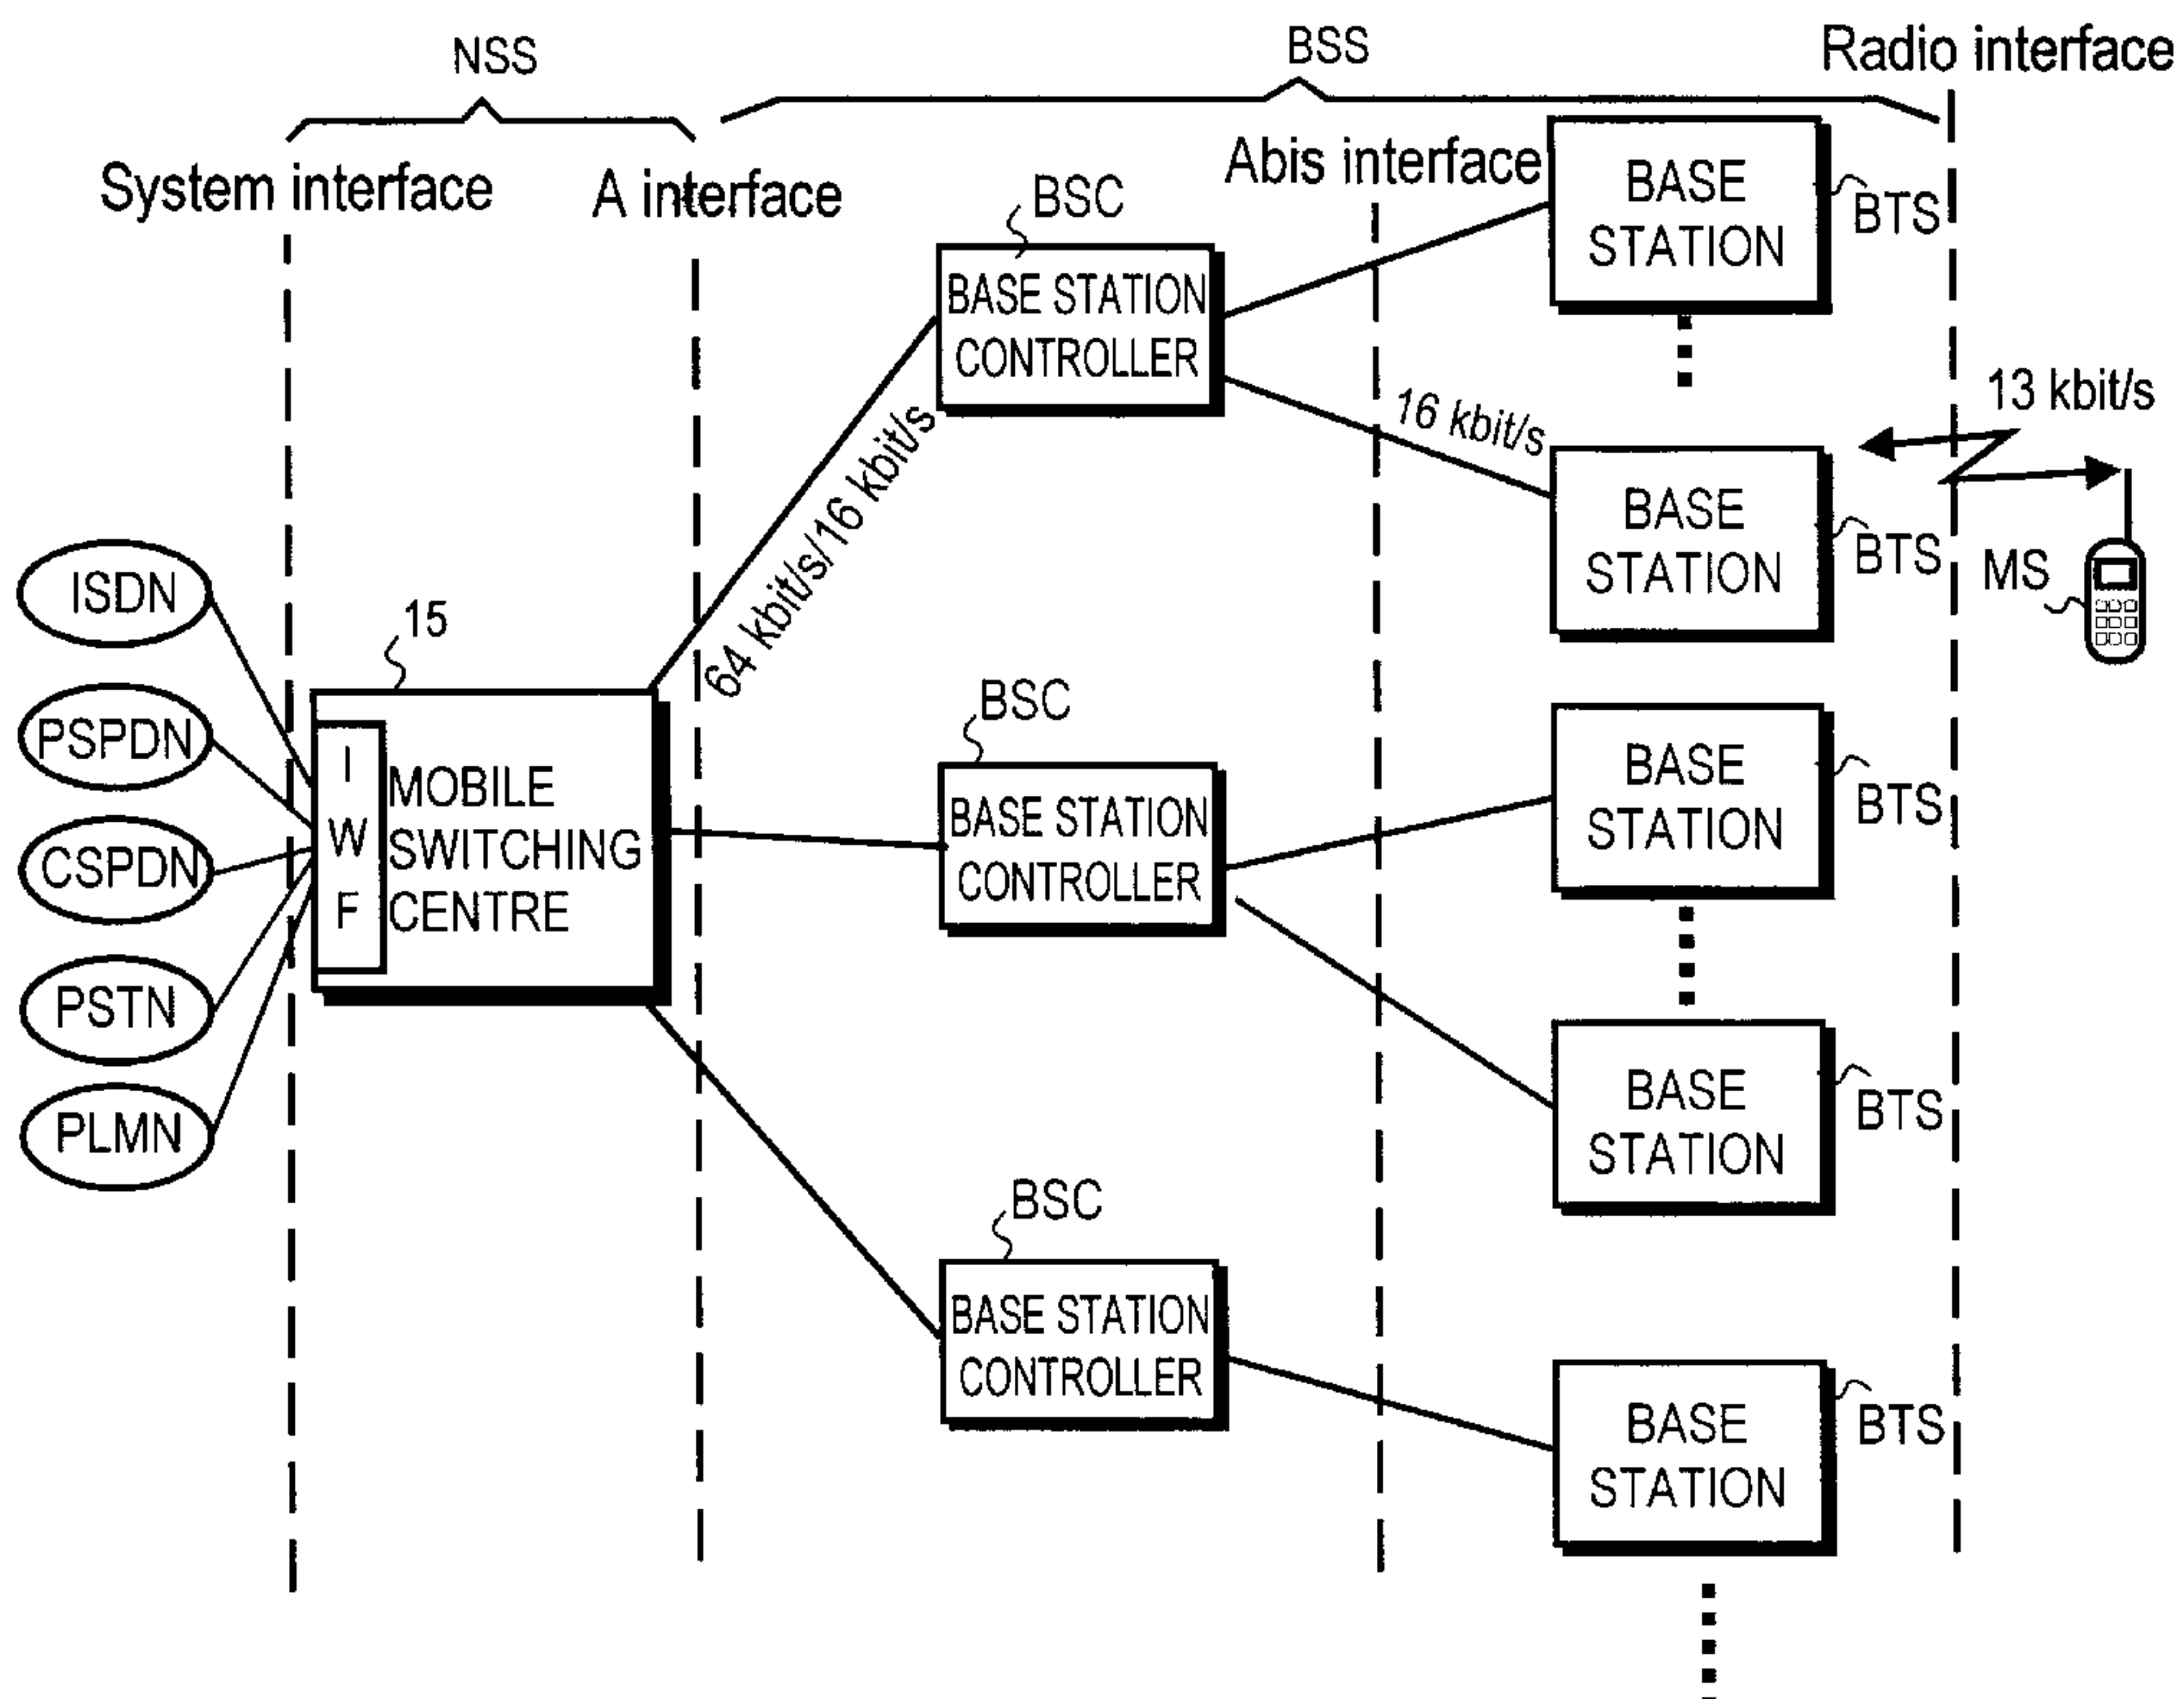 NSS
BSS
Radio interface
System interface
A interface
Abis interface
BSC
BASE STATION
CONTROLLER
BASE
STATION
BTS
64 kbit/s/16 kbit/s
16 kbit/s
13 kbit/s
BASE
STATION
BTS
MS
ISDN
PSPDN
CSPDN
PSTN
PLMN
15
I
W
F
MOBILE
SWITCHING
CENTRE
BSC
BASE STATION
CONTROLLER
BASE
STATION
BTS
BASE
STATION
BTS
BSC
BASE STATION
CONTROLLER
BASE
STATION
BTS